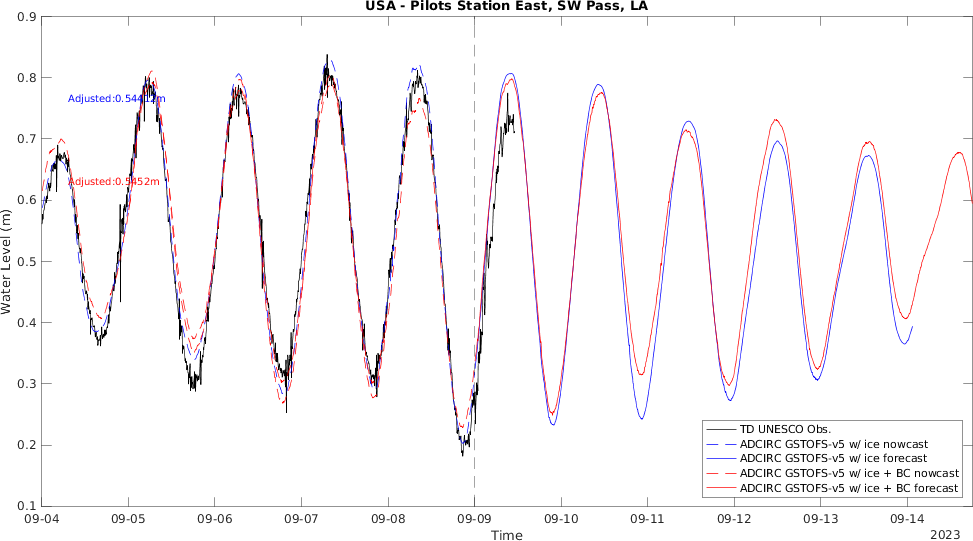 USA - Pilots Station East, SW Pass, LA
0.9
0.8
0.7
0.6
0.5
0.4
0.3
0.2
0.1
Water Level (m)
Adjusted:0.5452m
TD UNESCO Obs.
ADCIRC GSTOFS-v5 w/ ice nowcast
ADCIRC GSTOFS-v5 w/ ice forecast
ADCIRC GSTOFS-v5 w/ ice + BC nowcast
ADCIRC GSTOFS-v5 w/ ice + BC forecast
09-04 09-05 09-06 09-07 09-08 09-09 09-10 09-11 09-12 09-13 09-14
Time
2023